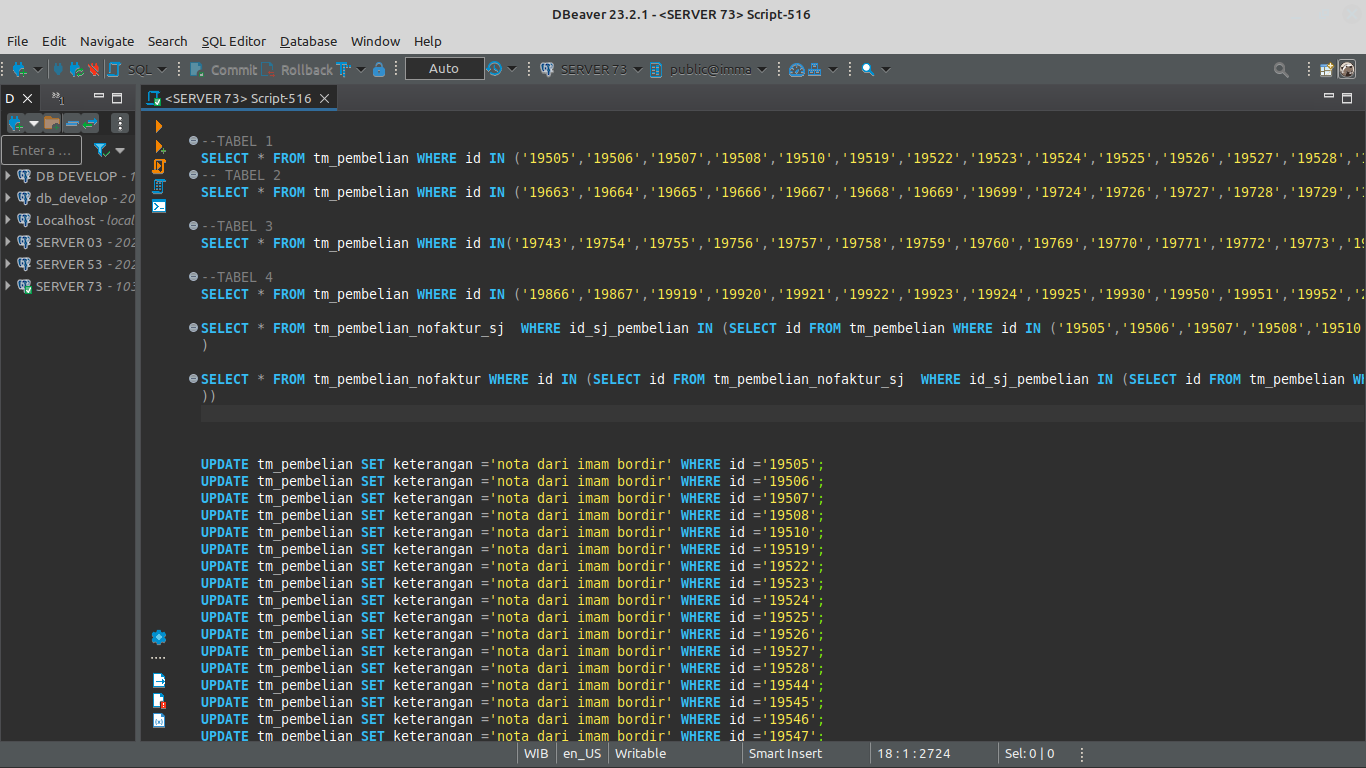 DBeaver 23.2.1 - <SERVER 73> Script-516
File Edit Navigate Search SQL Editor Database Window Help
SQL Commit Rollback Auto SERVER 73 public@imma
D <SERVER 73> Script-516
Enter a ...
DB DEVELOP - 1
db_develop - 20
Localhost - local
SERVER 03 - 202
SERVER 53 - 202
SERVER 73 - 103
--TABEL 1
SELECT * FROM tm_pembelian WHERE id IN ('19505','19506','19507','19508','19510','19519','19522','19523','19524','19525','19526','19527','19528','
-- TABEL 2
SELECT * FROM tm_pembelian WHERE id IN ('19663','19664','19665','19666','19667','19668','19669','19699','19724','19726','19727','19728','19729','
--TABEL 3
SELECT * FROM tm_pembelian WHERE id IN('19743','19754','19755','19756','19757','19758','19759','19760','19769','19770','19771','19772','19773','
--TABEL 4
SELECT * FROM tm_pembelian WHERE id IN ('19866','19867','19919','19920','19921','19922','19923','19924','19925','19930','19950','19951','19952','
SELECT * FROM tm_pembelian_nofaktur_sj  WHERE id_sj_pembelian IN (SELECT id FROM tm_pembelian WHERE id IN ('19505','19506','19507','19508','19510
)
SELECT * FROM tm_pembelian_nofaktur WHERE id IN (SELECT id FROM tm_pembelian_nofaktur_sj  WHERE id_sj_pembelian IN (SELECT id FROM tm_pembelian
))
UPDATE tm_pembelian SET keterangan ='nota dari imam bordir' WHERE id ='19505';
UPDATE tm_pembelian SET keterangan ='nota dari imam bordir' WHERE id ='19506';
UPDATE tm_pembelian SET keterangan ='nota dari imam bordir' WHERE id ='19507';
UPDATE tm_pembelian SET keterangan ='nota dari imam bordir' WHERE id ='19508';
UPDATE tm_pembelian SET keterangan ='nota dari imam bordir' WHERE id ='19510';
UPDATE tm_pembelian SET keterangan ='nota dari imam bordir' WHERE id ='19519';
UPDATE tm_pembelian SET keterangan ='nota dari imam bordir' WHERE id ='19522';
UPDATE tm_pembelian SET keterangan ='nota dari imam bordir' WHERE id ='19523';
UPDATE tm_pembelian SET keterangan ='nota dari imam bordir' WHERE id ='19524';
UPDATE tm_pembelian SET keterangan ='nota dari imam bordir' WHERE id ='19525';
UPDATE tm_pembelian SET keterangan ='nota dari imam bordir' WHERE id ='19526';
UPDATE tm_pembelian SET keterangan ='nota dari imam bordir' WHERE id ='19527';
UPDATE tm_pembelian SET keterangan ='nota dari imam bordir' WHERE id ='19528';
UPDATE tm_pembelian SET keterangan ='nota dari imam bordir' WHERE id ='19544';
UPDATE tm_pembelian SET keterangan ='nota dari imam bordir' WHERE id ='19545';
UPDATE tm_pembelian SET keterangan ='nota dari imam bordir' WHERE id ='19546';
UPDATE tm_pembelian SET keterangan ='nota dari imam bordir' WHERE id ='19547';
WIB en_US Writable Smart Insert 18 : 1 : 2724 Sel: 0 | 0